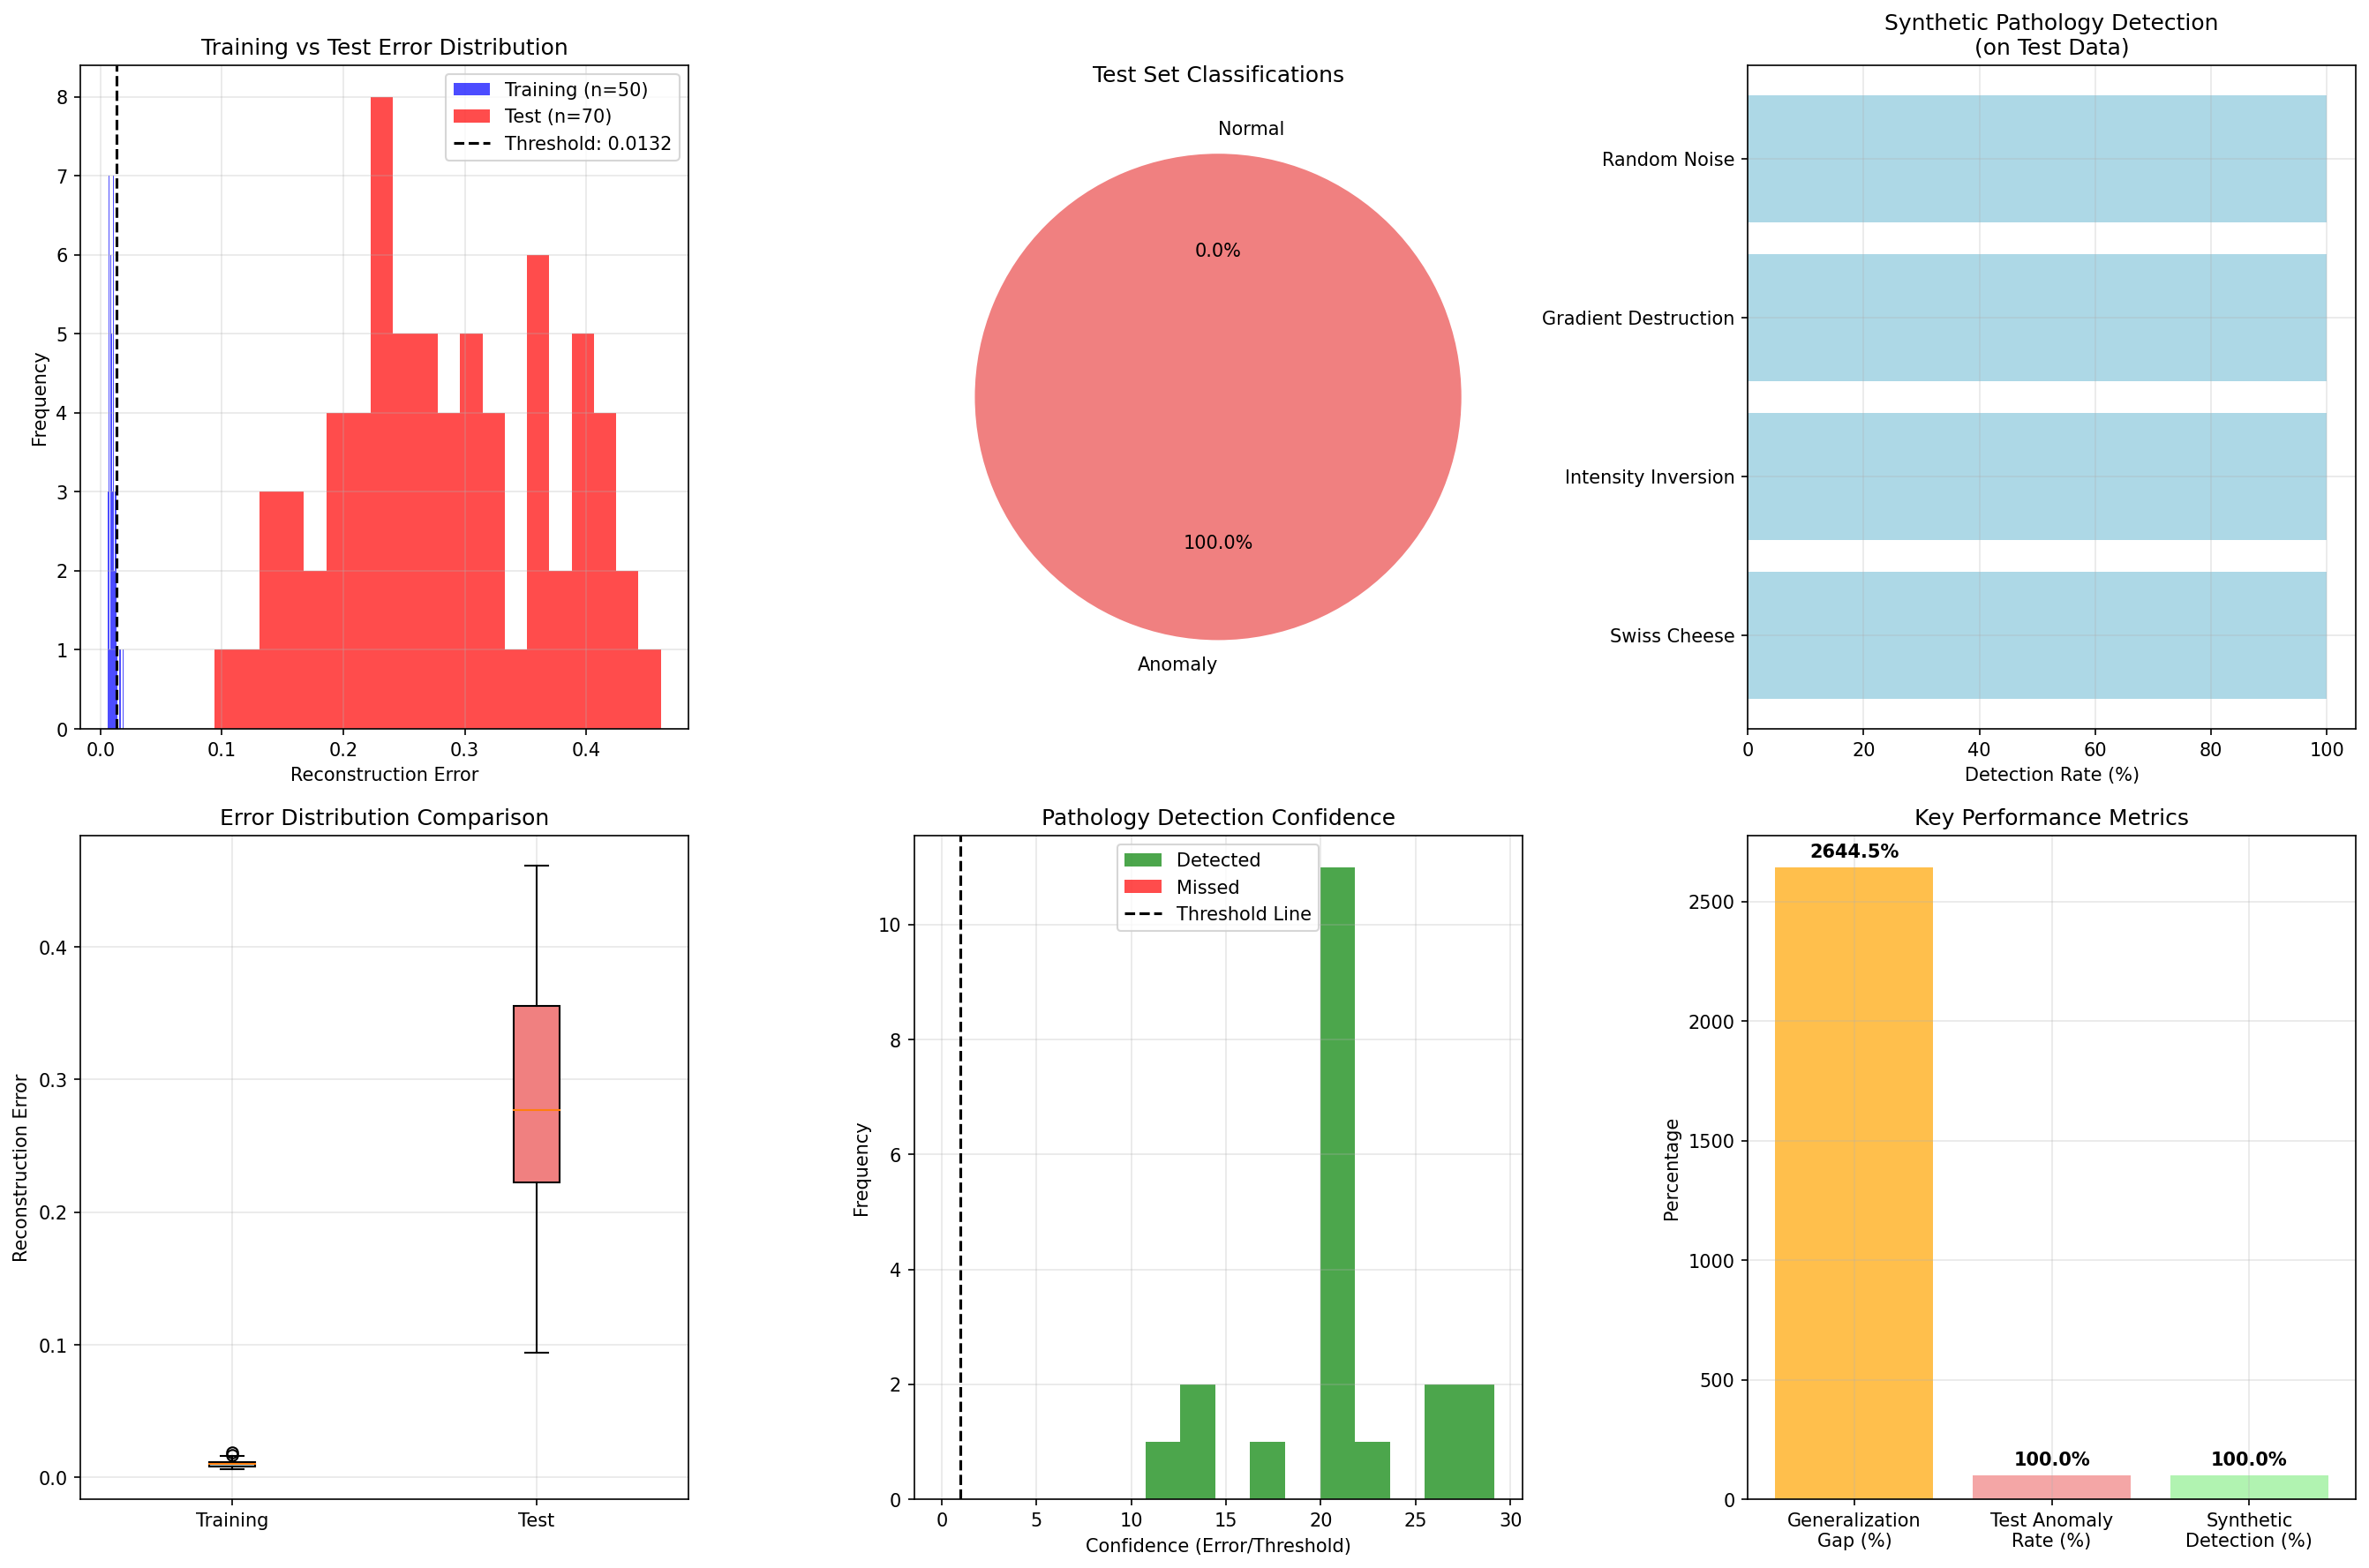 Training vs Test Error Distribution
Frequency
8
7
6
5
4
3
2
1
0
Training (n=50)
Test (n=70)
Threshold: 0.0132
0.0 0.1 0.2 0.3 0.4
Reconstruction Error
Test Set Classifications
Normal
0.0%
100.0%
Anomaly
Synthetic Pathology Detection
(on Test Data)
Random Noise
Gradient Destruction
Intensity Inversion
Swiss Cheese
0 20 40 60 80 100
Detection Rate (%)
Error Distribution Comparison
Reconstruction Error
0.4
0.3
0.2
0.1
0.0
Training Test
Pathology Detection Confidence
Frequency
10
8
6
4
2
0
Detected
Missed
Threshold Line
0 5 10 15 20 25 30
Confidence (Error/Threshold)
Key Performance Metrics
Percentage
2500
2000
1500
1000
500
0
2644.5%
100.0%
100.0%
Generalization
Gap (%)
Test Anomaly
Rate (%)
Synthetic
Detection (%)